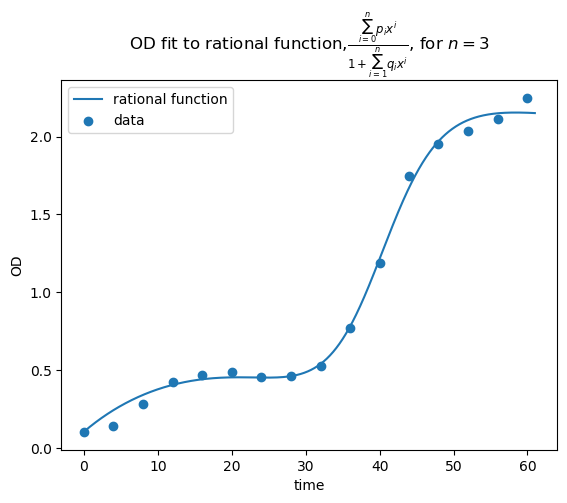 OD fit to rational function, $\frac{\sum_{i=0}^{n} p_i x^i}{1+\sum_{i=1}^{n} q_i x^i}$, for $n = 3$
rational function
data
2.0
1.5
1.0
0.5
0.0
OD
0 10 20 30 40 50 60
time